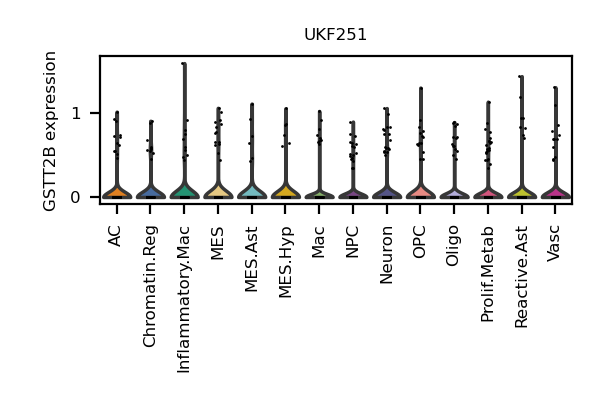 UKF251
GSTT2B expression
1
0
AC
Chromatin.Reg
Inflammatory.Mac
MES
MES.Ast
MES.Hyp
Mac
NPC
Neuron
OPC
Oligo
Prolif.Metab
Reactive.Ast
Vasc